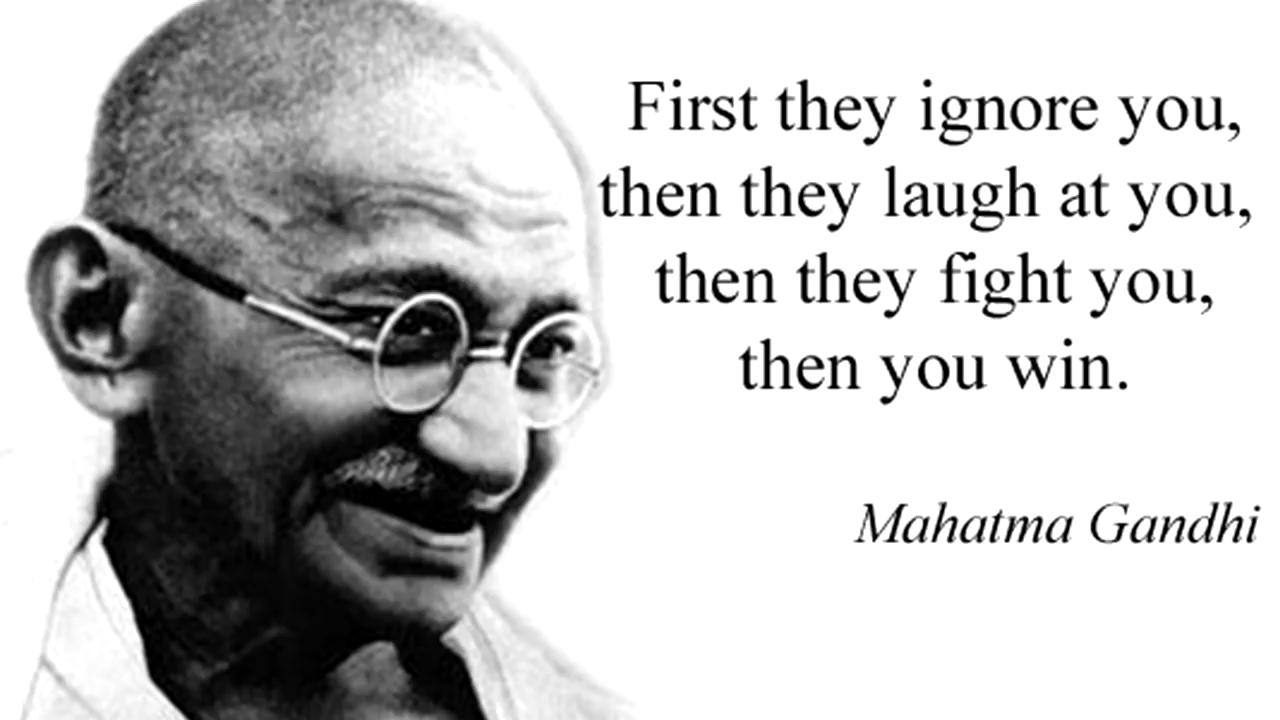 First they ignore you,
then they laugh at you,
then they fight you,
then you win.
Mahatma Gandhi